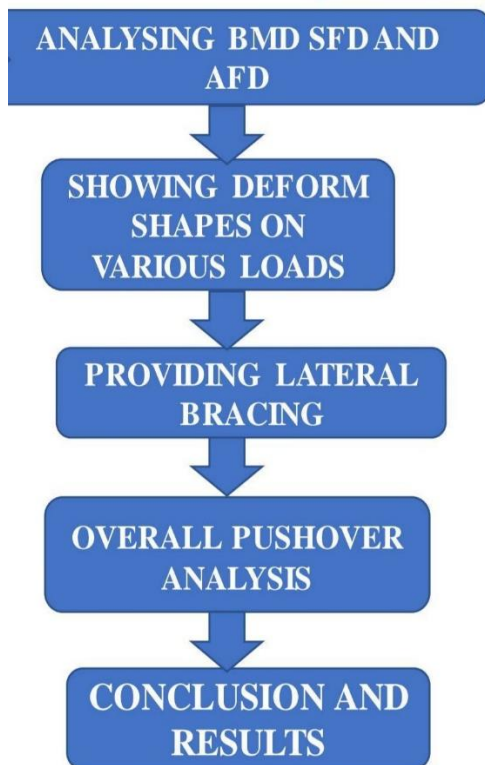 ANALYSING BMD SFD AND
AFD
SHOWING DEFORM
SHAPES ON
VARIOUS LOADS
PROVIDING LATERAL
BRACING
OVERALL PUSHOVER
ANALYSIS
CONCLUSION AND
RESULTS